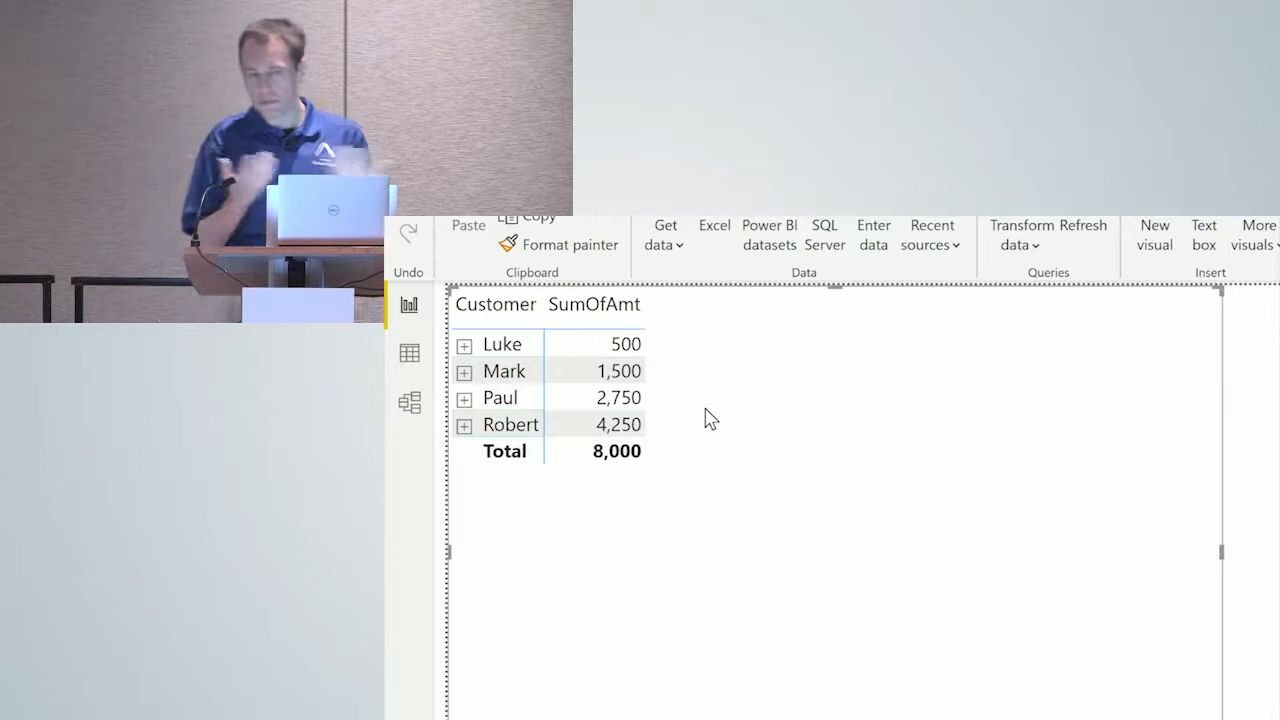 DELL
Paste
Copy
Format painter
Get data
Excel
Power BI datasets
SQL Server
Enter data
Recent sources
Transform data
Refresh
New visual
Text box
More visuals
Undo
Clipboard
Data
Queries
Insert
Customer SumOfAmt
Luke 500
Mark 1,500
Paul 2,750
Robert 4,250
Total 8,000